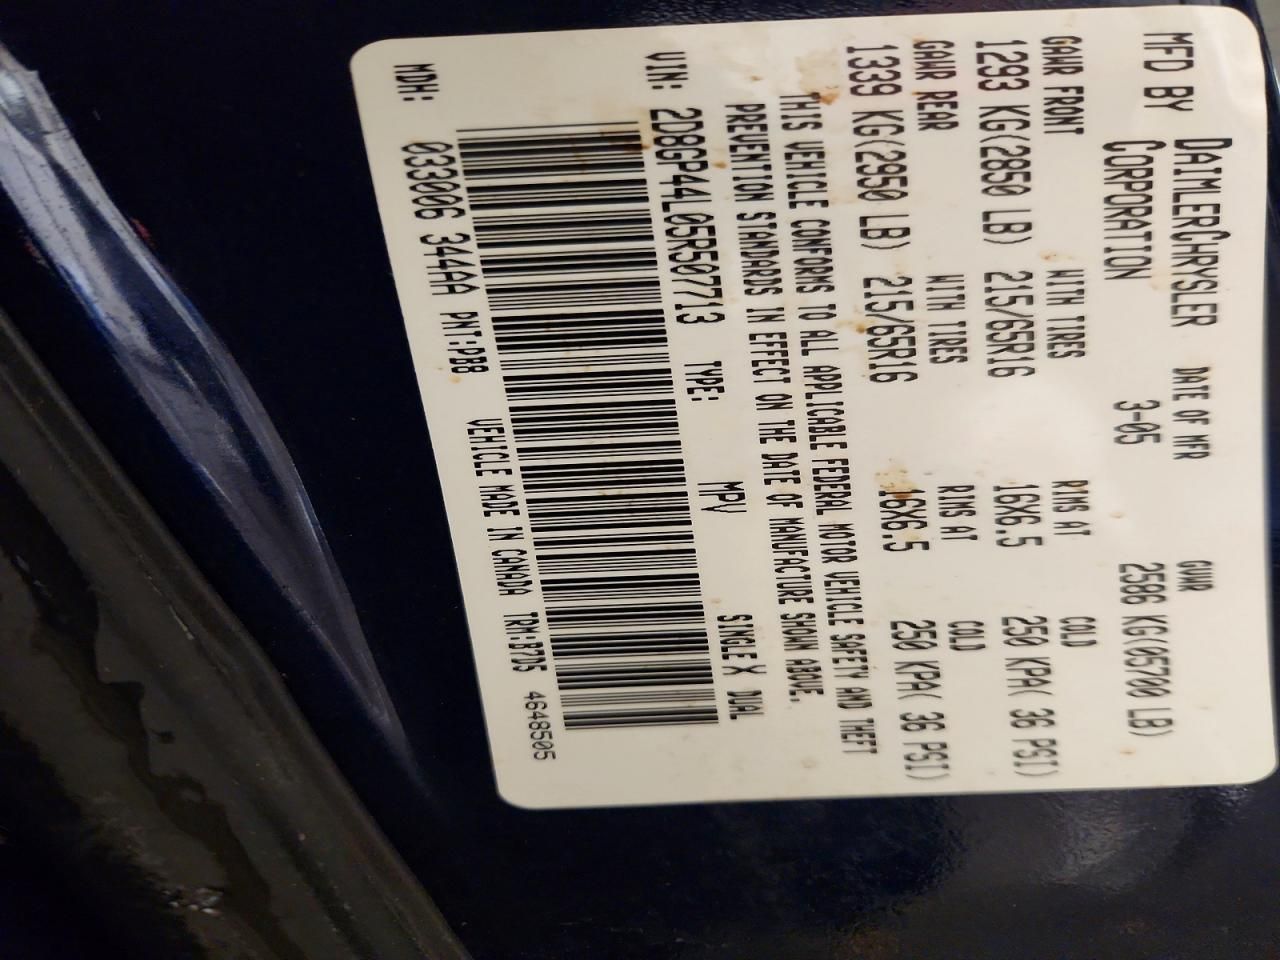 MFD BY DAIMLERCHRYSLER CORPORATION DATE OF MFR 3-05 GVWR 2586 KG(05700 LB)
GAWR FRONT WITH TIRES RIMS AT COLD
1293 KG(2850 LB) 215/65R16 16X6.5 250 KPA( 36 PSI)
GAWR REAR WITH TIRES RIMS AT COLD
1339 KG(2950 LB) 215/65R16 16X6.5 250 KPA( 36 PSI)
THIS VEHICLE CONFORMS TO ALL APPLICABLE FEDERAL MOTOR VEHICLE SAFETY AND THEFT
PREVENTION STANDARDS IN EFFECT ON THE DATE OF MANUFACTURE SHOWN ABOVE.
VIN: 2D8GP44L05R507713 TYPE: MPV SINGLE X DUAL
MDH: 033006 344AA PNT:PB8 VEHICLE MADE IN CANADA TRM:B7D5 4648505